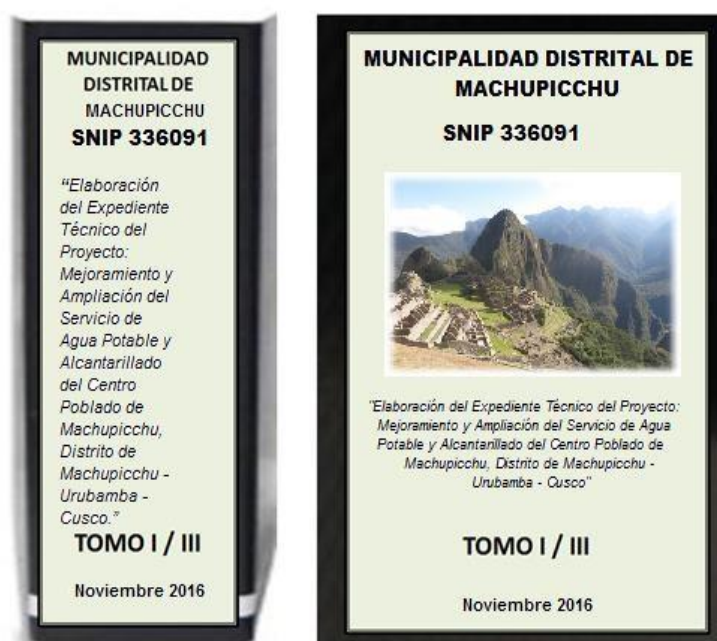 MUNICIPALIDAD
DISTRITAL DE
MACHUPICCHU
SNIP 336091
“Elaboración
del Expediente
Técnico del
Proyecto:
Mejoramiento y
Ampliación del
Servicio de
Agua Potable y
Alcantarillado
del Centro
Poblado de
Machupicchu,
Distrito de
Machupicchu -
Urubamba -
Cusco.”
TOMO I / III
Noviembre 2016
MUNICIPALIDAD DISTRITAL DE
MACHUPICCHU
SNIP 336091
"Elaboración del Expediente Técnico del Proyecto:
Mejoramiento y Ampliación del Servicio de Agua
Potable y Alcantarillado del Centro Poblado de
Machupicchu, Distrito de Machupicchu -
Urubamba - Cusco"
TOMO I / III
Noviembre 2016